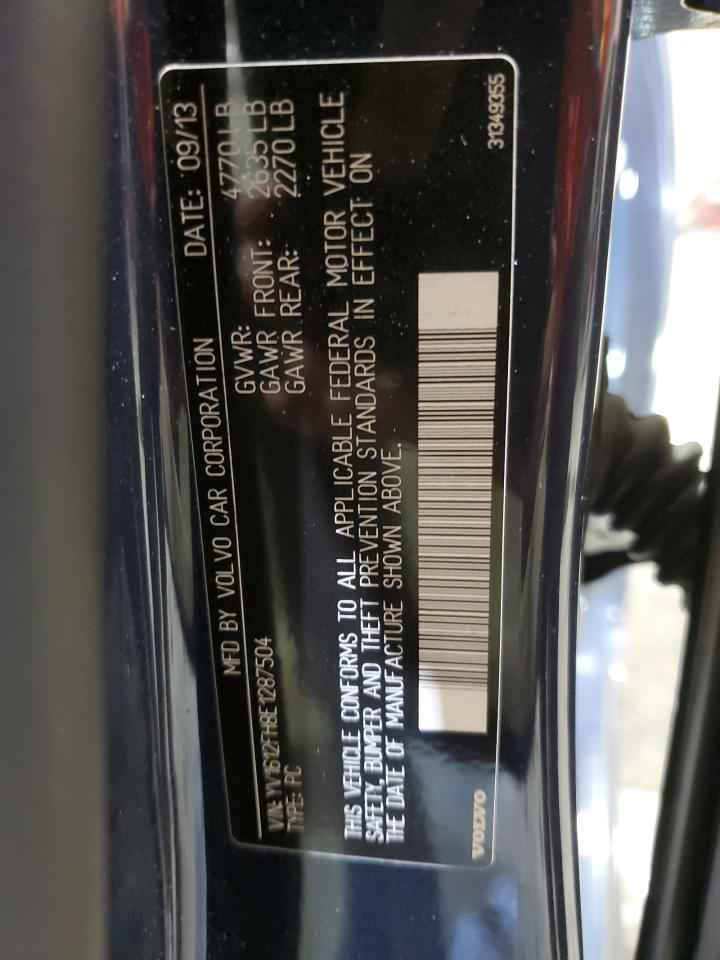 MFD BY VOLVO CAR CORPORATION DATE: 09/13
GVWR: 4770 LB
VIN: YV1612FH8E1287504 GAWR FRONT: 2635 LB
TYPE: PC GAWR REAR: 2270 LB
THIS VEHICLE CONFORMS TO ALL APPLICABLE FEDERAL MOTOR VEHICLE
SAFETY, BUMPER AND THEFT PREVENTION STANDARDS IN EFFECT ON
THE DATE OF MANUFACTURE SHOWN ABOVE.
VOLVO 31349355